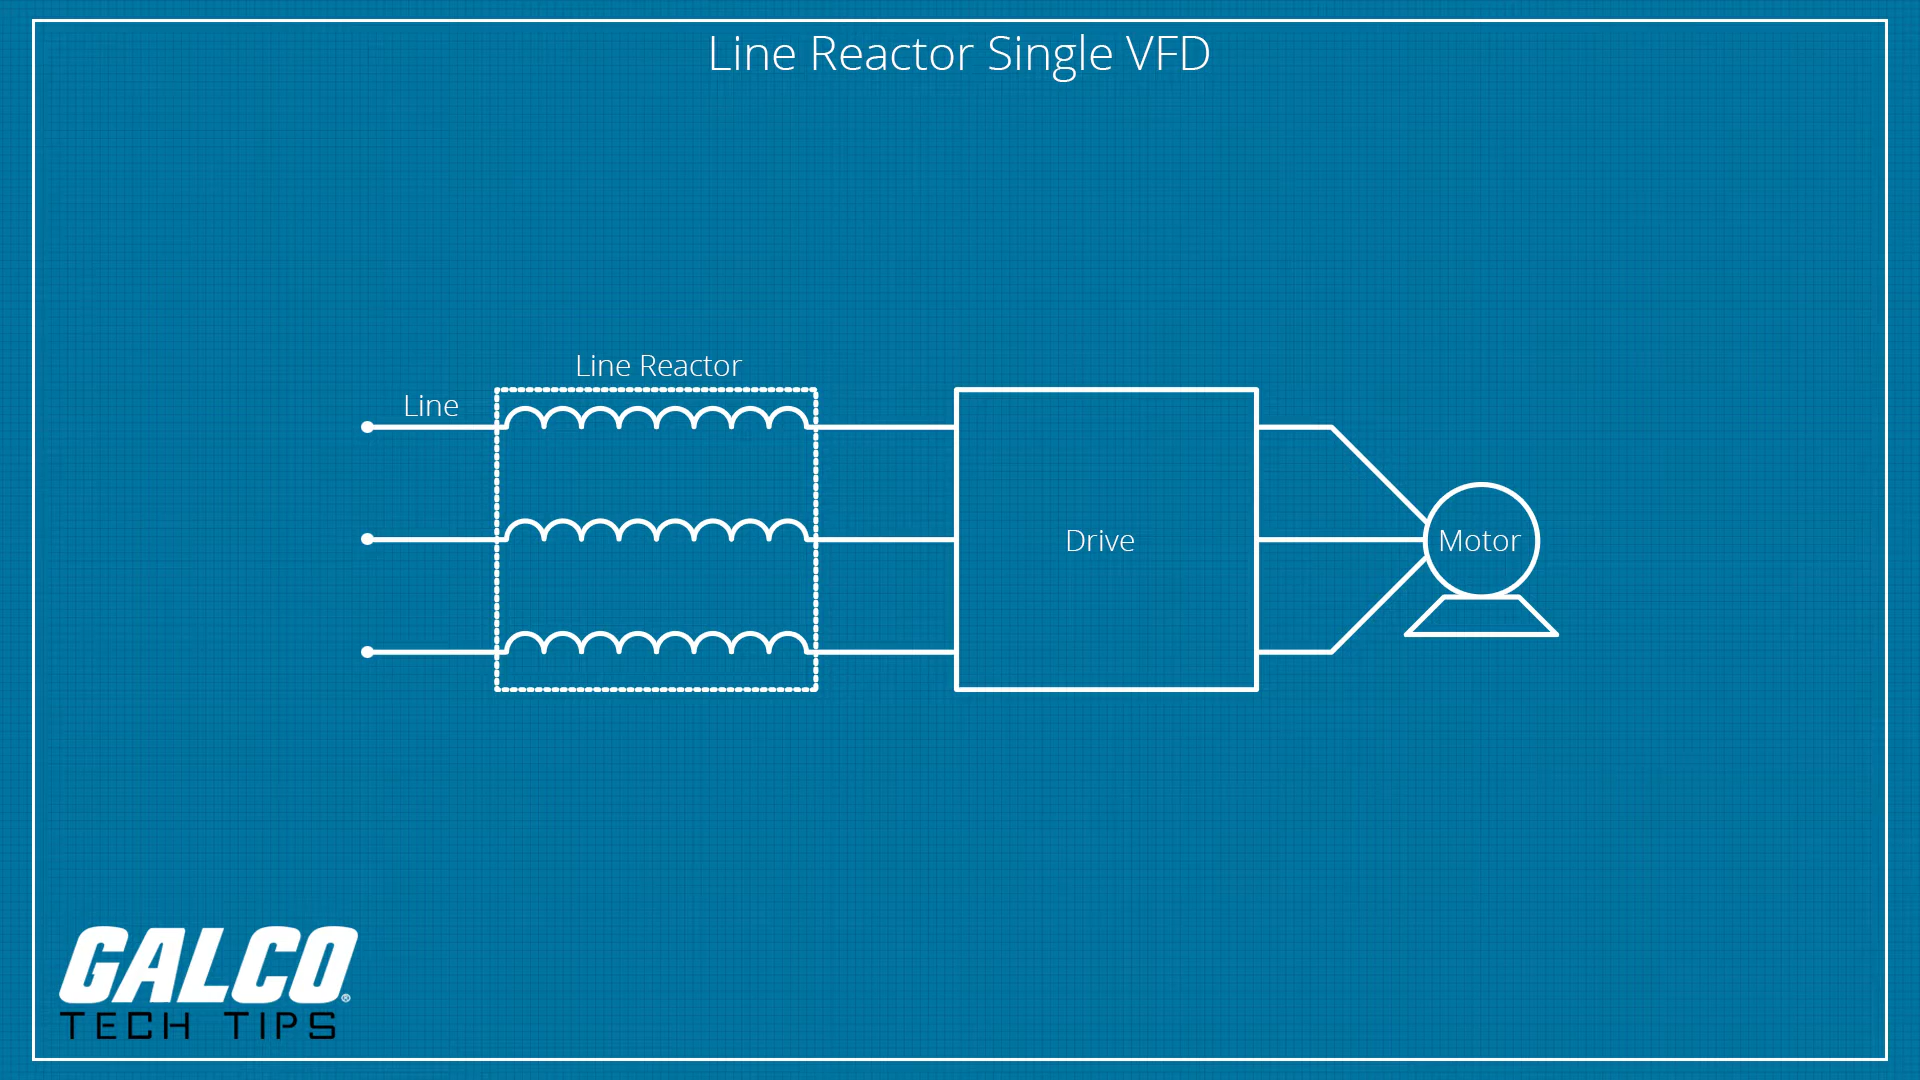 Line Reactor Single VFD
Line Reactor
Line
Drive
Motor
GALCO®
TECH TIPS